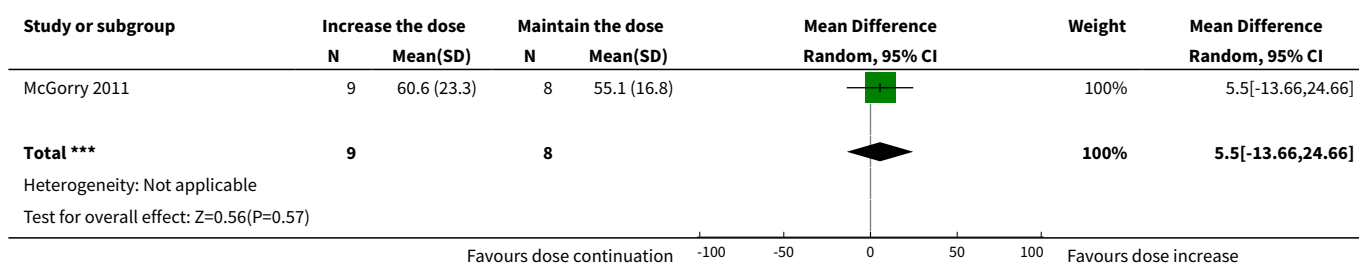 Study or subgroup Increase the dose Maintain the dose Mean Difference Weight Mean Difference
N Mean(SD) N Mean(SD) Random, 95% CI Random, 95% CI
McGorry 2011 9 60.6 (23.3) 8 55.1 (16.8) 100% 5.5[-13.66,24.66]
Total *** 9 8 100% 5.5[-13.66,24.66]
Heterogeneity: Not applicable
Test for overall effect: Z=0.56(P=0.57)
Favours dose continuation -100 -50 0 50 100 Favours dose increase